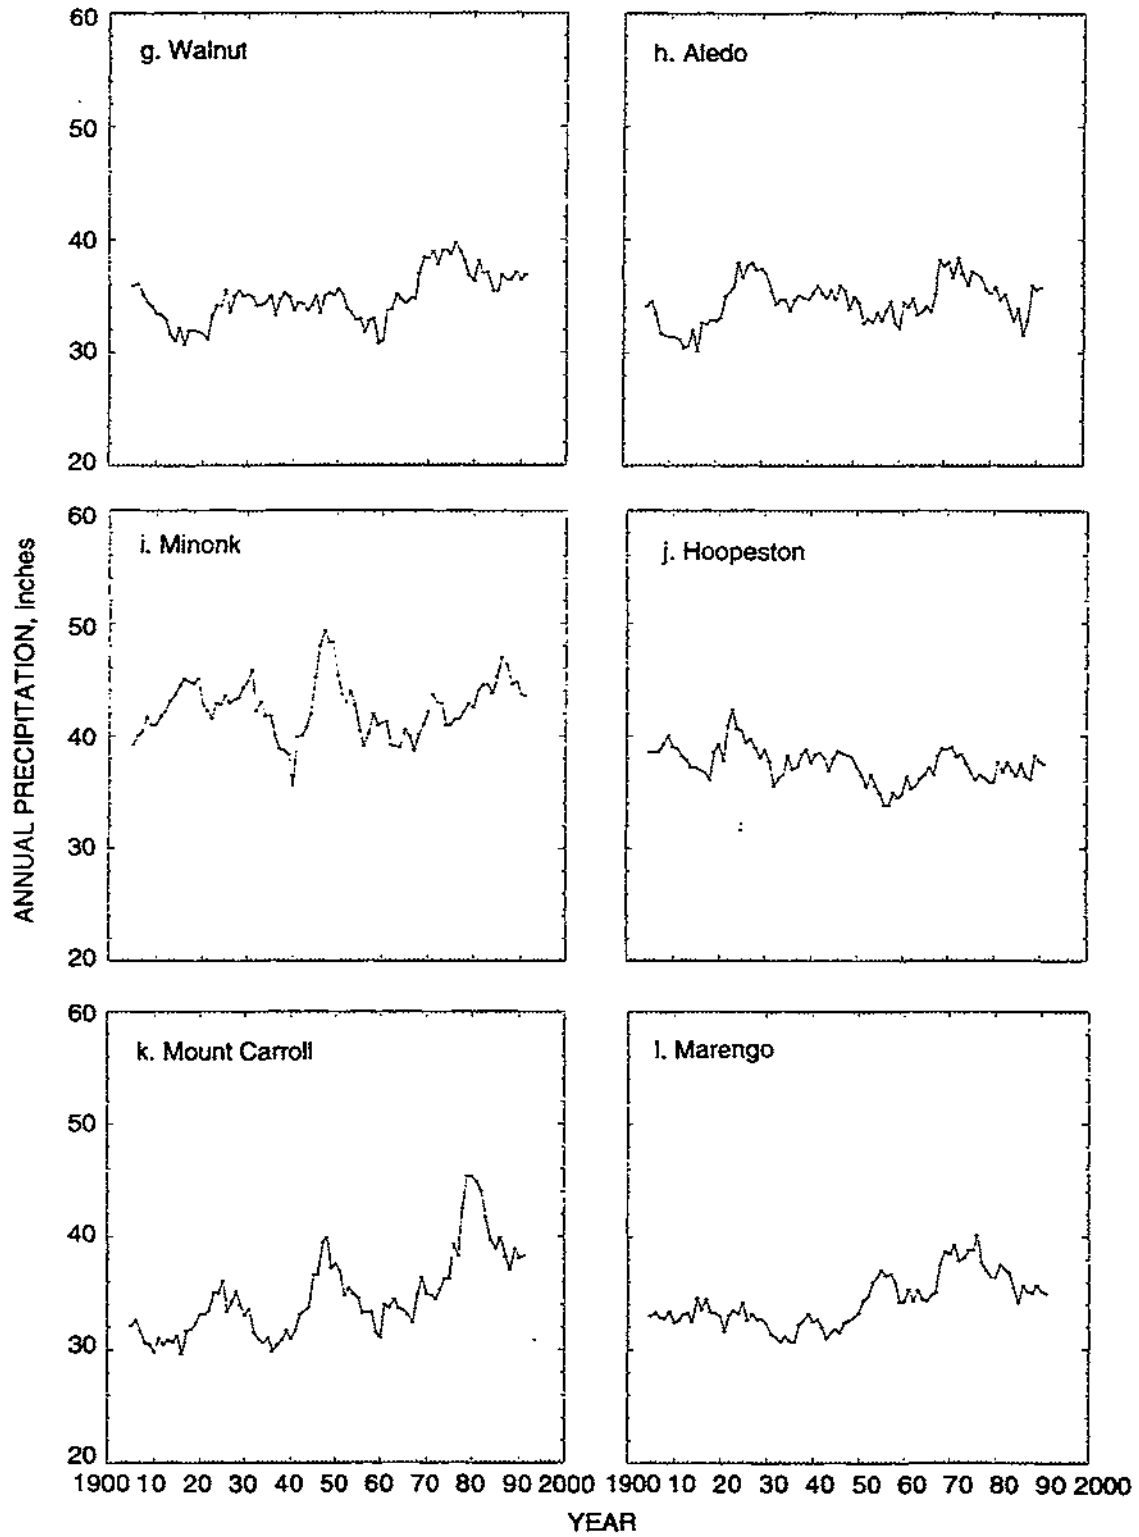 60
g. Walnut
h. Aledo
50
40
30
20
60
i. Minonk
j. Hoopeston
50
40
30
20
ANNUAL PRECIPITATION, inches
60
k. Mount Carroll
l. Marengo
50
40
30
20
1900 10 20 30 40 50 60 70 80 90 2000
1900 10 20 30 40 50 60 70 80 90 2000
YEAR